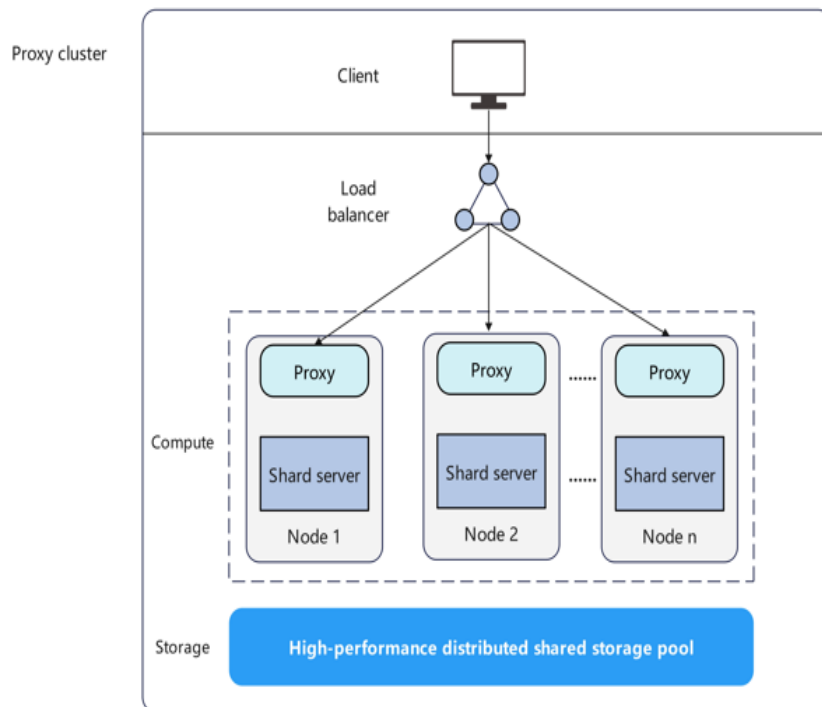 Proxy cluster
Client
Load
balancer
Proxy
Proxy
......
Proxy
Compute
Shard server
Shard server
......
Shard server
Node 1
Node 2
Node n
Storage
High-performance distributed shared storage pool